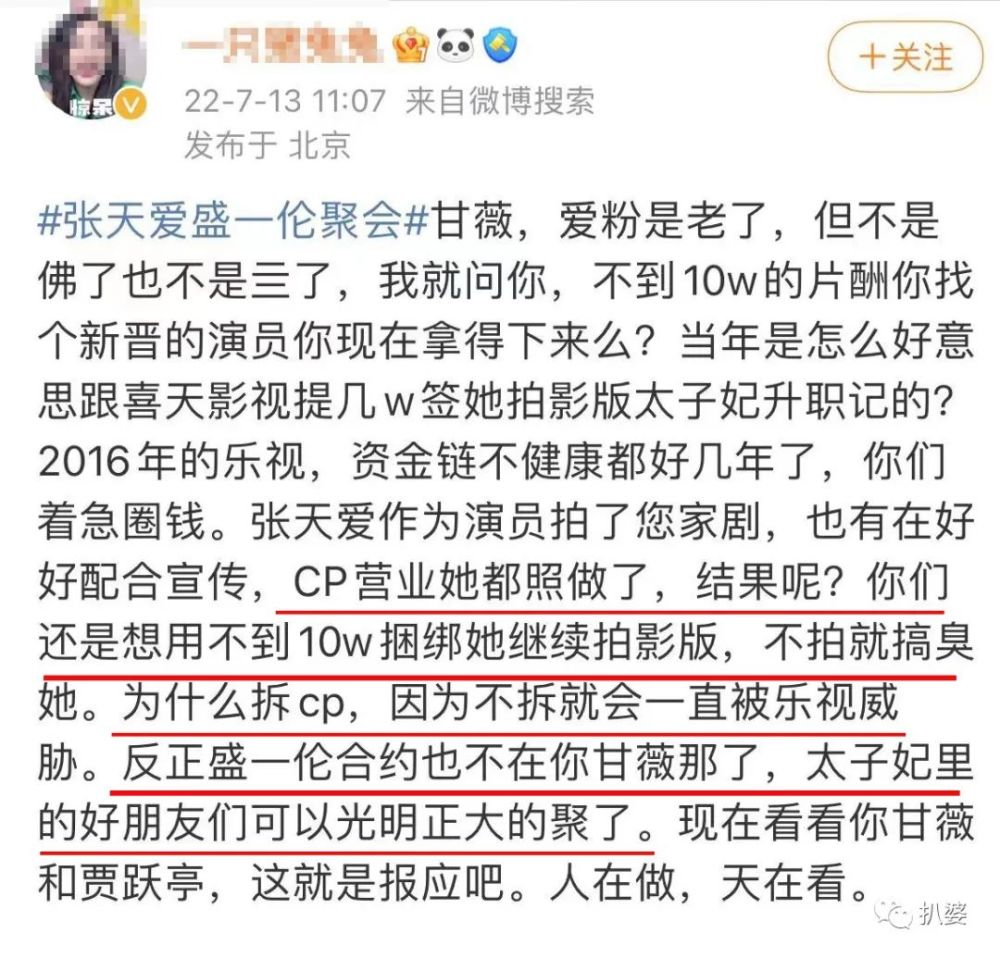 惊呆
22-7-13 11:07 来自微博搜索
发布于 北京
+关注
#张天爱盛一伦聚会#甘薇，爱粉是老了，但不是
佛了也不是亖了，我就问你，不到10w的片酬你找
个新晋的演员你现在拿得下来么？当年是怎么好意
思跟喜天影视提几w签她拍影版太子妃升职记的？
2016年的乐视，资金链不健康都好几年了，你们
着急圈钱。张天爱作为演员拍了您家剧，也有在好
好配合宣传，CP营业她都照做了，结果呢？你们
还是想用不到10w捆绑她继续拍影版，不拍就搞臭
她。为什么拆cp，因为不拆就会一直被乐视威
胁。反正盛一伦合约也不在你甘薇那了，太子妃里
的好朋友们可以光明正大的聚了。现在看看你甘薇
和贾跃亭，这就是报应吧。人在做，天在看。
扒婆